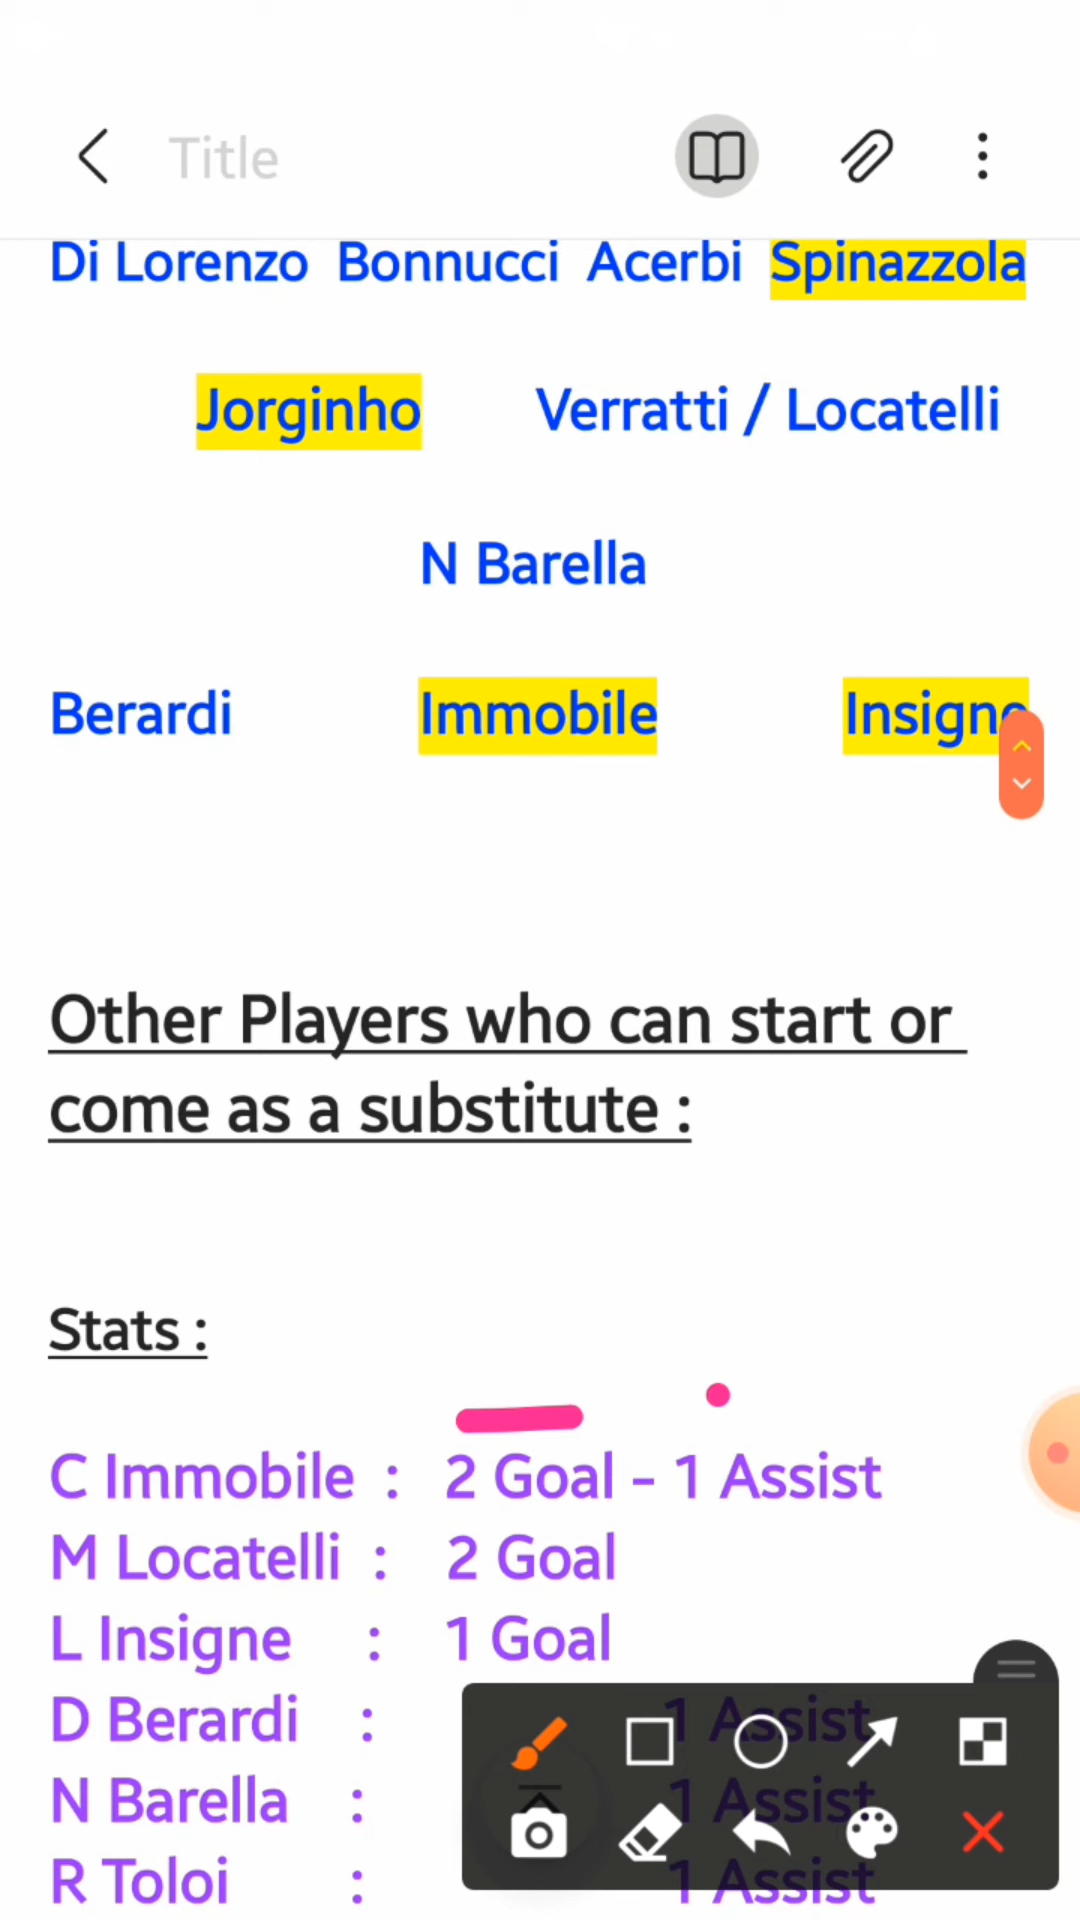 Title
Di Lorenzo Bonnucci Acerbi Spinazzola
Jorginho Verratti / Locatelli
N Barella
Berardi Immobile Insigne
Other Players who can start or
come as a substitute :
Stats :
C Immobile : 2 Goal - 1 Assist
M Locatelli : 2 Goal
L Insigne : 1 Goal
D Berardi : 1 Assist
N Barella : 1 Assist
R Toloi : 1 Assist